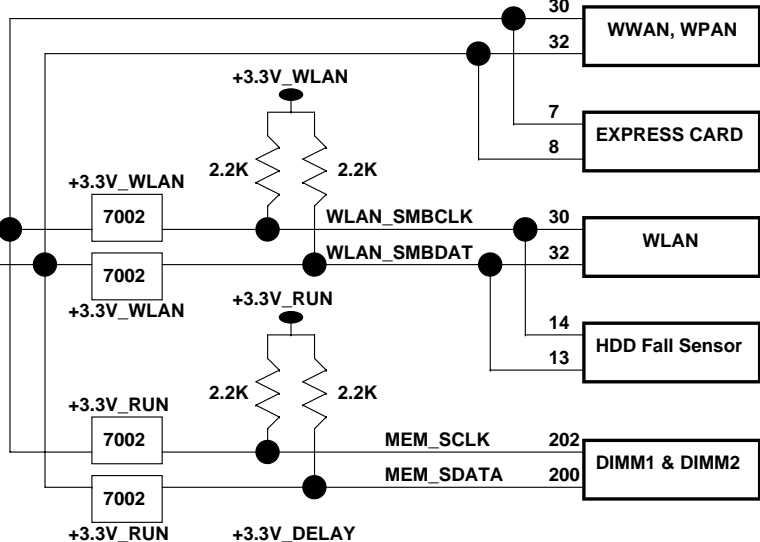 30
WWAN, WPAN
32
+3.3V_WLAN
7
EXPRESS CARD
8
2.2K 2.2K
+3.3V_WLAN
7002
WLAN_SMBCLK 30
WLAN
WLAN_SMBDAT 32
7002
+3.3V_WLAN
+3.3V_RUN
14
HDD Fall Sensor
13
2.2K 2.2K
+3.3V_RUN
7002
MEM_SCLK 202
DIMM1 & DIMM2
MEM_SDATA 200
7002
+3.3V_RUN +3.3V_DELAY